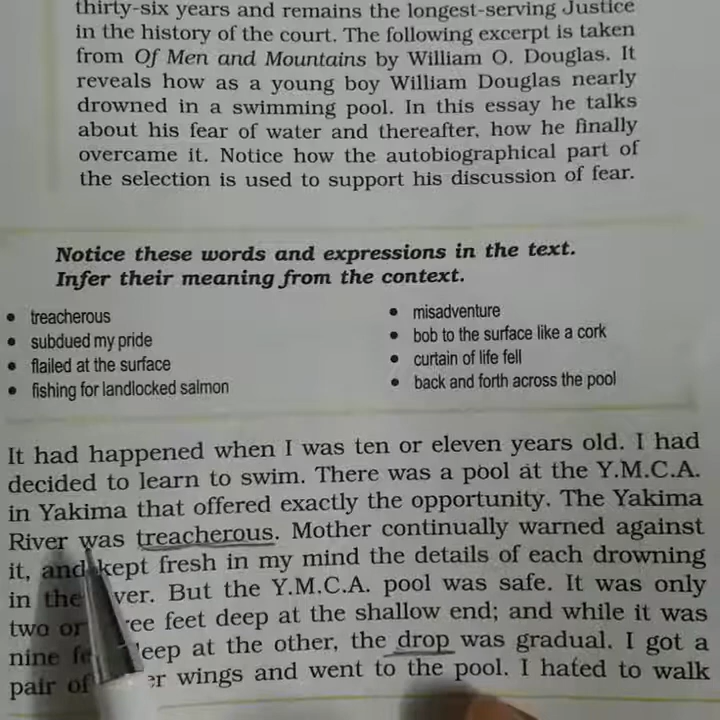 thirty-six years and remains the longest-serving Justice
in the history of the court. The following excerpt is taken
from Of Men and Mountains by William O. Douglas. It
reveals how as a young boy William Douglas nearly
drowned in a swimming pool. In this essay he talks
about his fear of water and thereafter, how he finally
overcame it. Notice how the autobiographical part of
the selection is used to support his discussion of fear.
Notice these words and expressions in the text.
Infer their meaning from the context.
• treacherous
• subdued my pride
• flailed at the surface
• fishing for landlocked salmon
• misadventure
• bob to the surface like a cork
• curtain of life fell
• back and forth across the pool
It had happened when I was ten or eleven years old. I had
decided to learn to swim. There was a pool at the Y.M.C.A.
in Yakima that offered exactly the opportunity. The Yakima
River was treacherous. Mother continually warned against
it, and kept fresh in my mind the details of each drowning
in the ver. But the Y.M.C.A. pool was safe. It was only
two or ree feet deep at the shallow end; and while it was
nine fe deep at the other, the drop was gradual. I got a
pair of er wings and went to the pool. I hated to walk